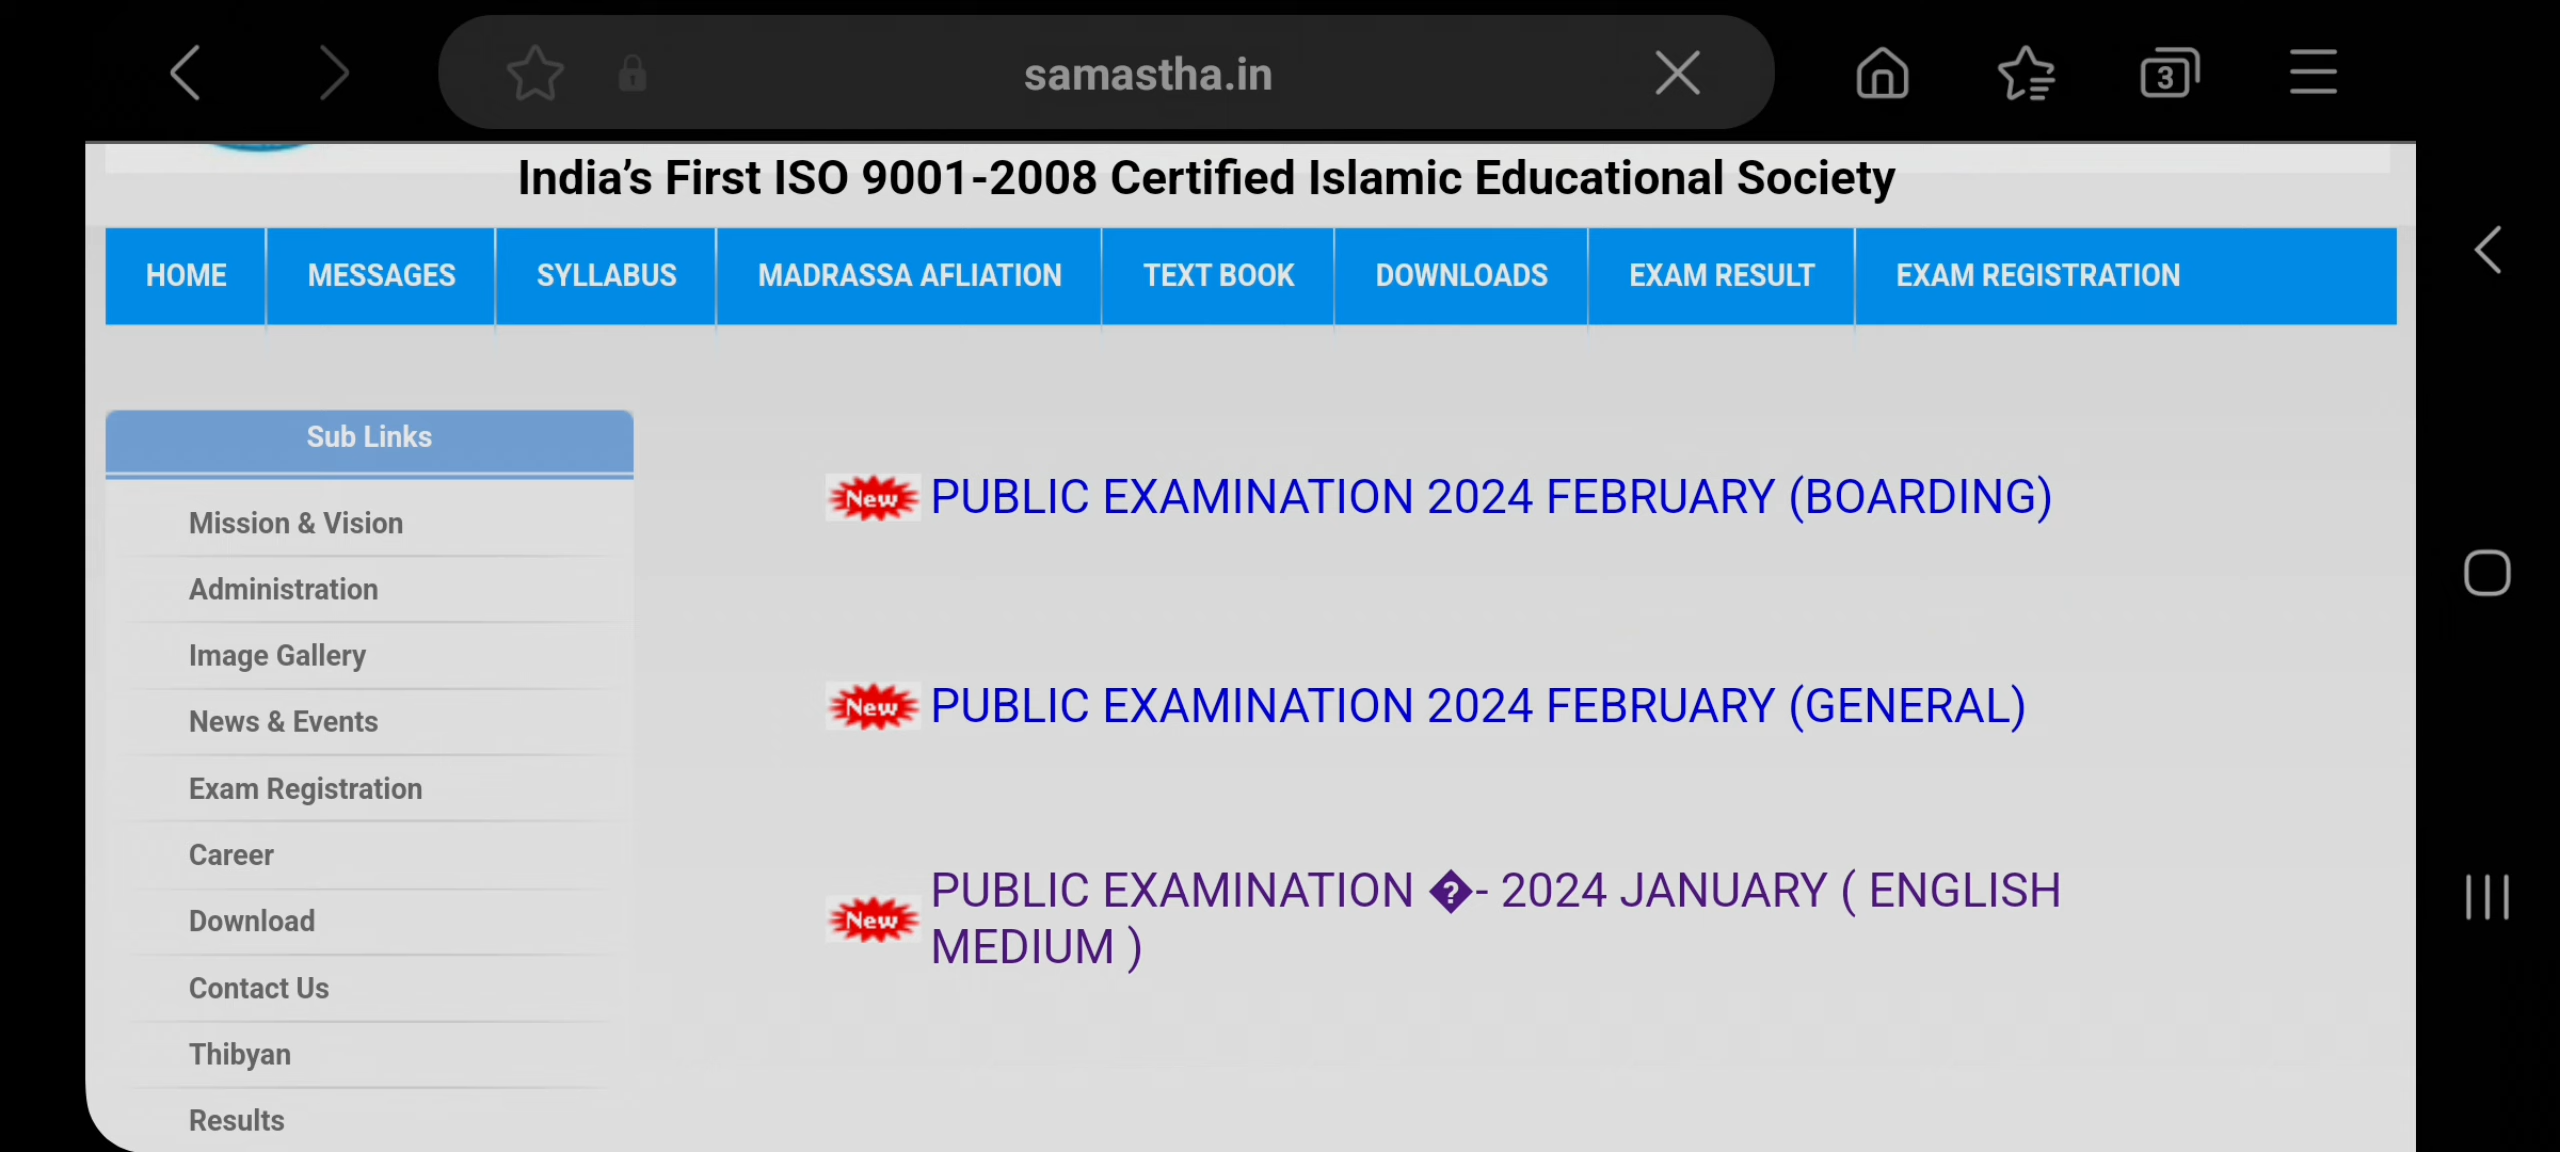 samastha.in
3
India’s First ISO 9001-2008 Certified Islamic Educational Society
HOME MESSAGES SYLLABUS MADRASSA AFLIATION TEXT BOOK DOWNLOADS EXAM RESULT EXAM REGISTRATION
Sub Links
Mission & Vision
Administration
Image Gallery
News & Events
Exam Registration
Career
Download
Contact Us
Thibyan
Results
New PUBLIC EXAMINATION 2024 FEBRUARY (BOARDING)
New PUBLIC EXAMINATION 2024 FEBRUARY (GENERAL)
New PUBLIC EXAMINATION �- 2024 JANUARY ( ENGLISH
MEDIUM )